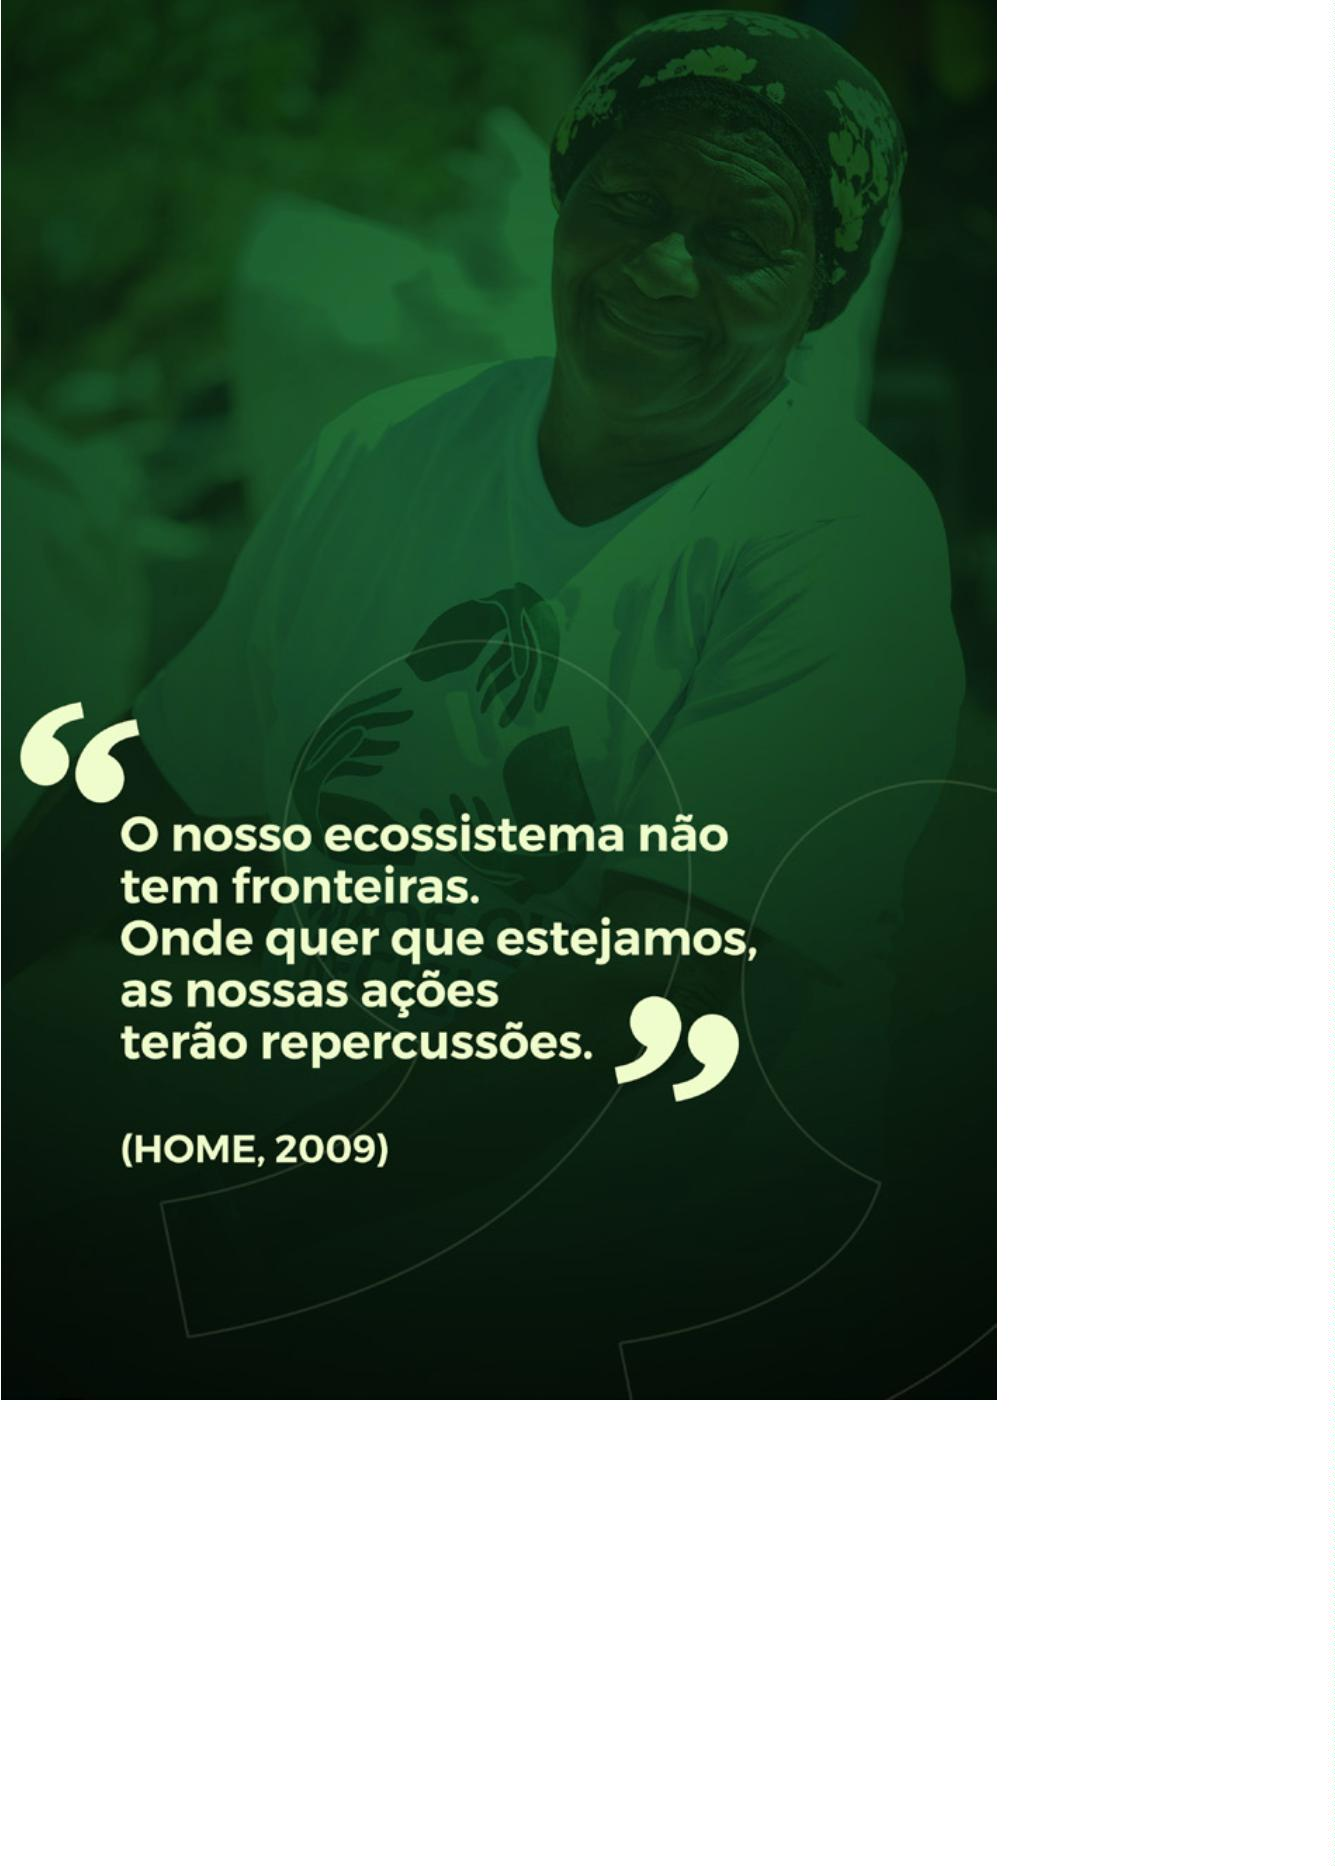 “
O nosso ecossistema não
tem fronteiras.
Onde quer que estejamos,
as nossas ações
terão repercussões. ”
(HOME, 2009)